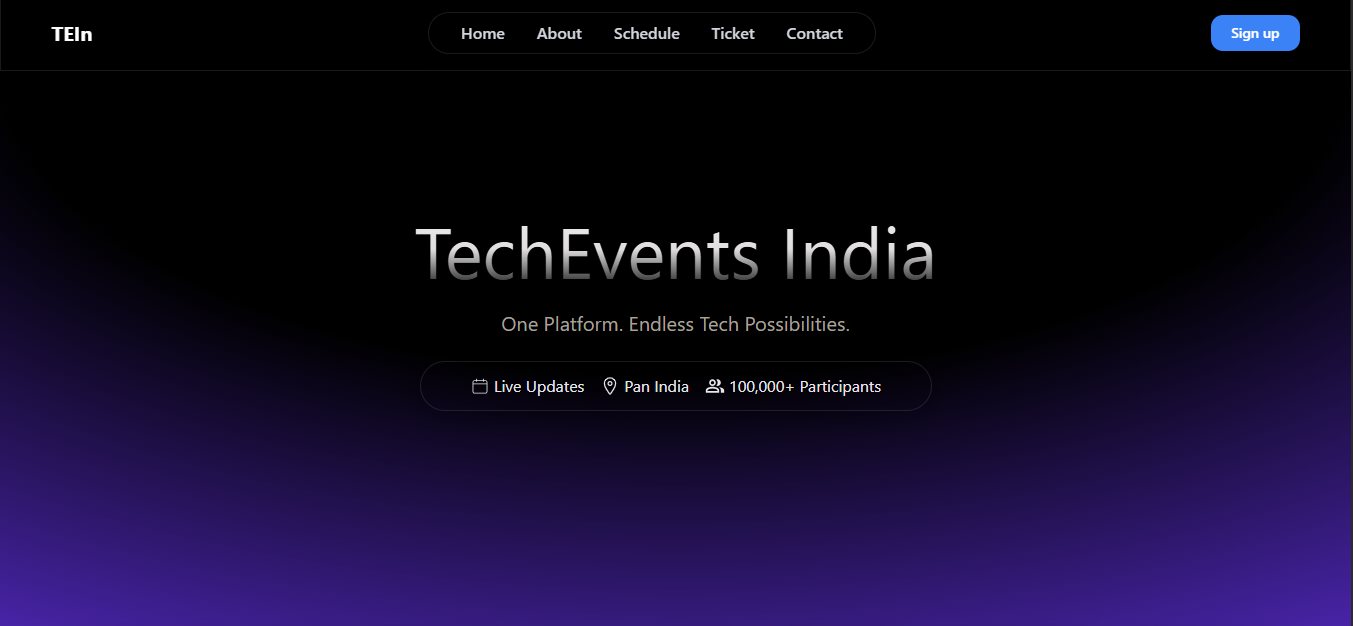 TEIn Home About Schedule Ticket Contact Sign up
TechEvents India
One Platform. Endless Tech Possibilities.
Live Updates Pan India 100,000+ Participants